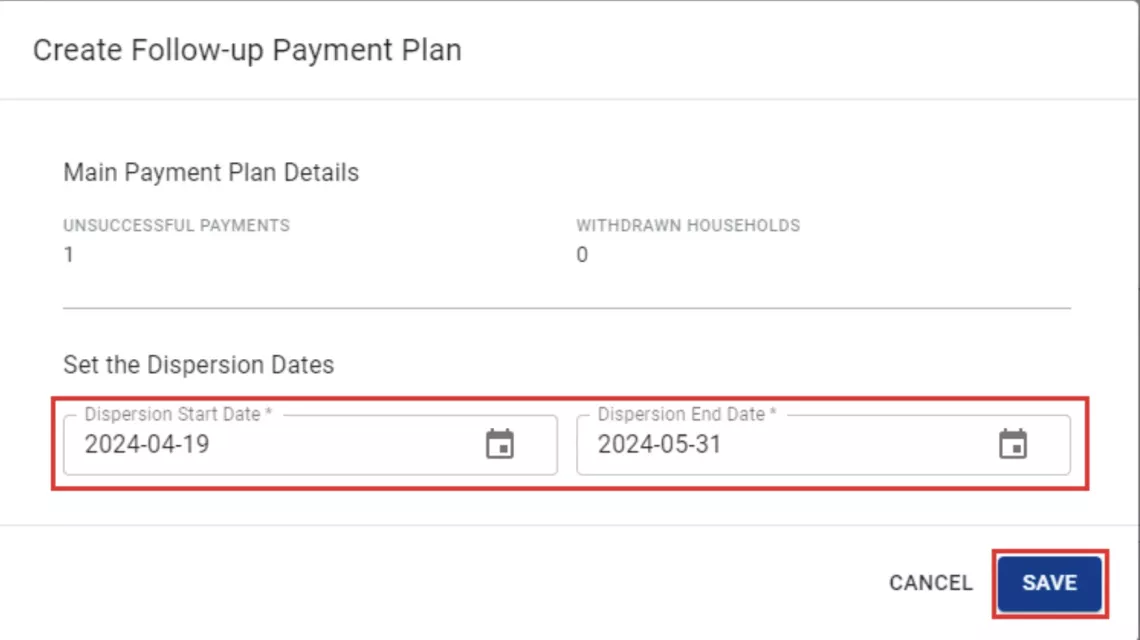 Create Follow-up Payment Plan
Main Payment Plan Details
UNSUCCESSFUL PAYMENTS WITHDRAWN HOUSEHOLDS
1 0
Set the Dispersion Dates
Dispersion Start Date * Dispersion End Date *
2024-04-19 2024-05-31
CANCEL SAVE